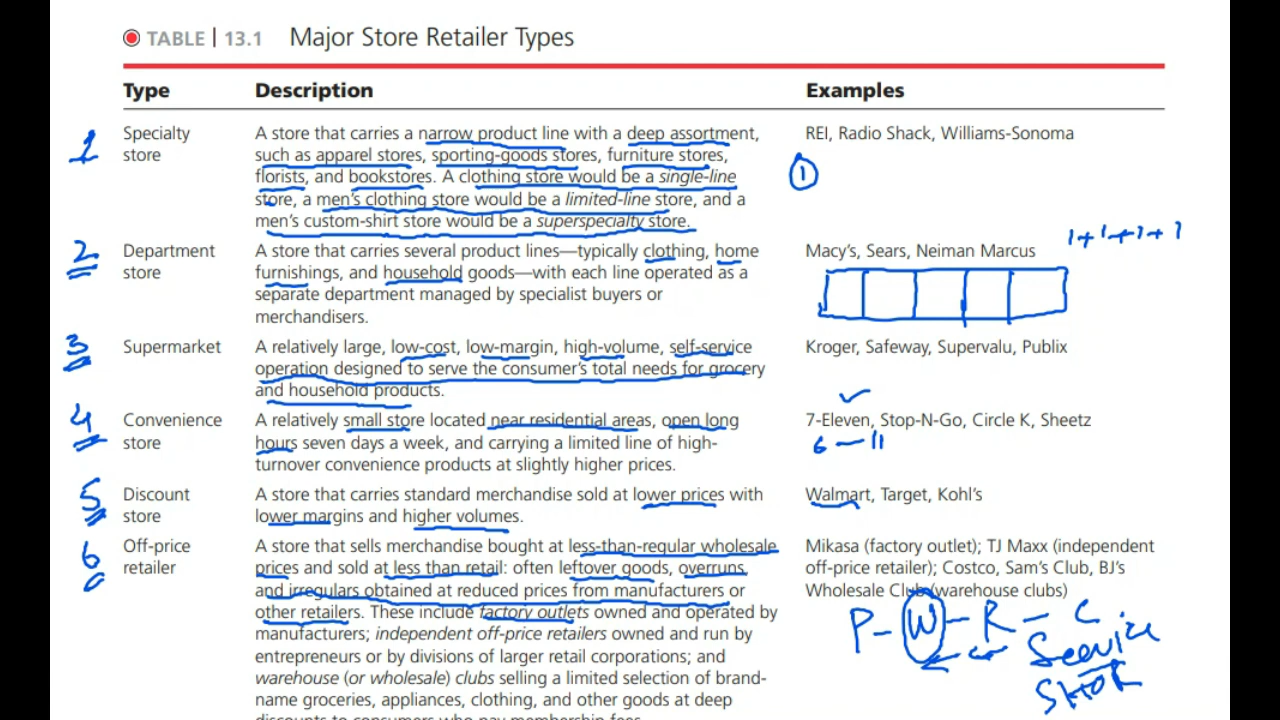 TABLE | 13.1 Major Store Retailer Types
Type Description Examples
1 Specialty store
A store that carries a narrow product line with a deep assortment,
such as apparel stores, sporting-goods stores, furniture stores,
florists, and bookstores. A clothing store would be a single-line
store, a men's clothing store would be a limited-line store, and a
men's custom-shirt store would be a superspecialty store.
REI, Radio Shack, Williams-Sonoma
1
2 Department store
A store that carries several product lines—typically clothing, home
furnishings, and household goods—with each line operated as a
separate department managed by specialist buyers or
merchandisers.
Macy's, Sears, Neiman Marcus
1+1+1+1
3 Supermarket
A relatively large, low-cost, low-margin, high-volume, self-service
operation designed to serve the consumer's total needs for grocery
and household products.
Kroger, Safeway, Supervalu, Publix
4 Convenience store
A relatively small store located near residential areas, open long
hours seven days a week, and carrying a limited line of high-
turnover convenience products at slightly higher prices.
7-Eleven, Stop-N-Go, Circle K, Sheetz
6 — 11
5 Discount store
A store that carries standard merchandise sold at lower prices with
lower margins and higher volumes.
Walmart, Target, Kohl's
6 Off-price retailer
A store that sells merchandise bought at less-than-regular wholesale
prices and sold at less than retail: often leftover goods, overruns,
and irregulars obtained at reduced prices from manufacturers or
other retailers. These include factory outlets owned and operated by
manufacturers; independent off-price retailers owned and run by
entrepreneurs or by divisions of larger retail corporations; and
warehouse (or wholesale) clubs selling a limited selection of brand-
name groceries, appliances, clothing, and other goods at deep
discounts to consumers who pay membership fees.
Mikasa (factory outlet); TJ Maxx (independent
off-price retailer); Costco, Sam's Club, BJ's
Wholesale Club (warehouse clubs)
P - W - R - C